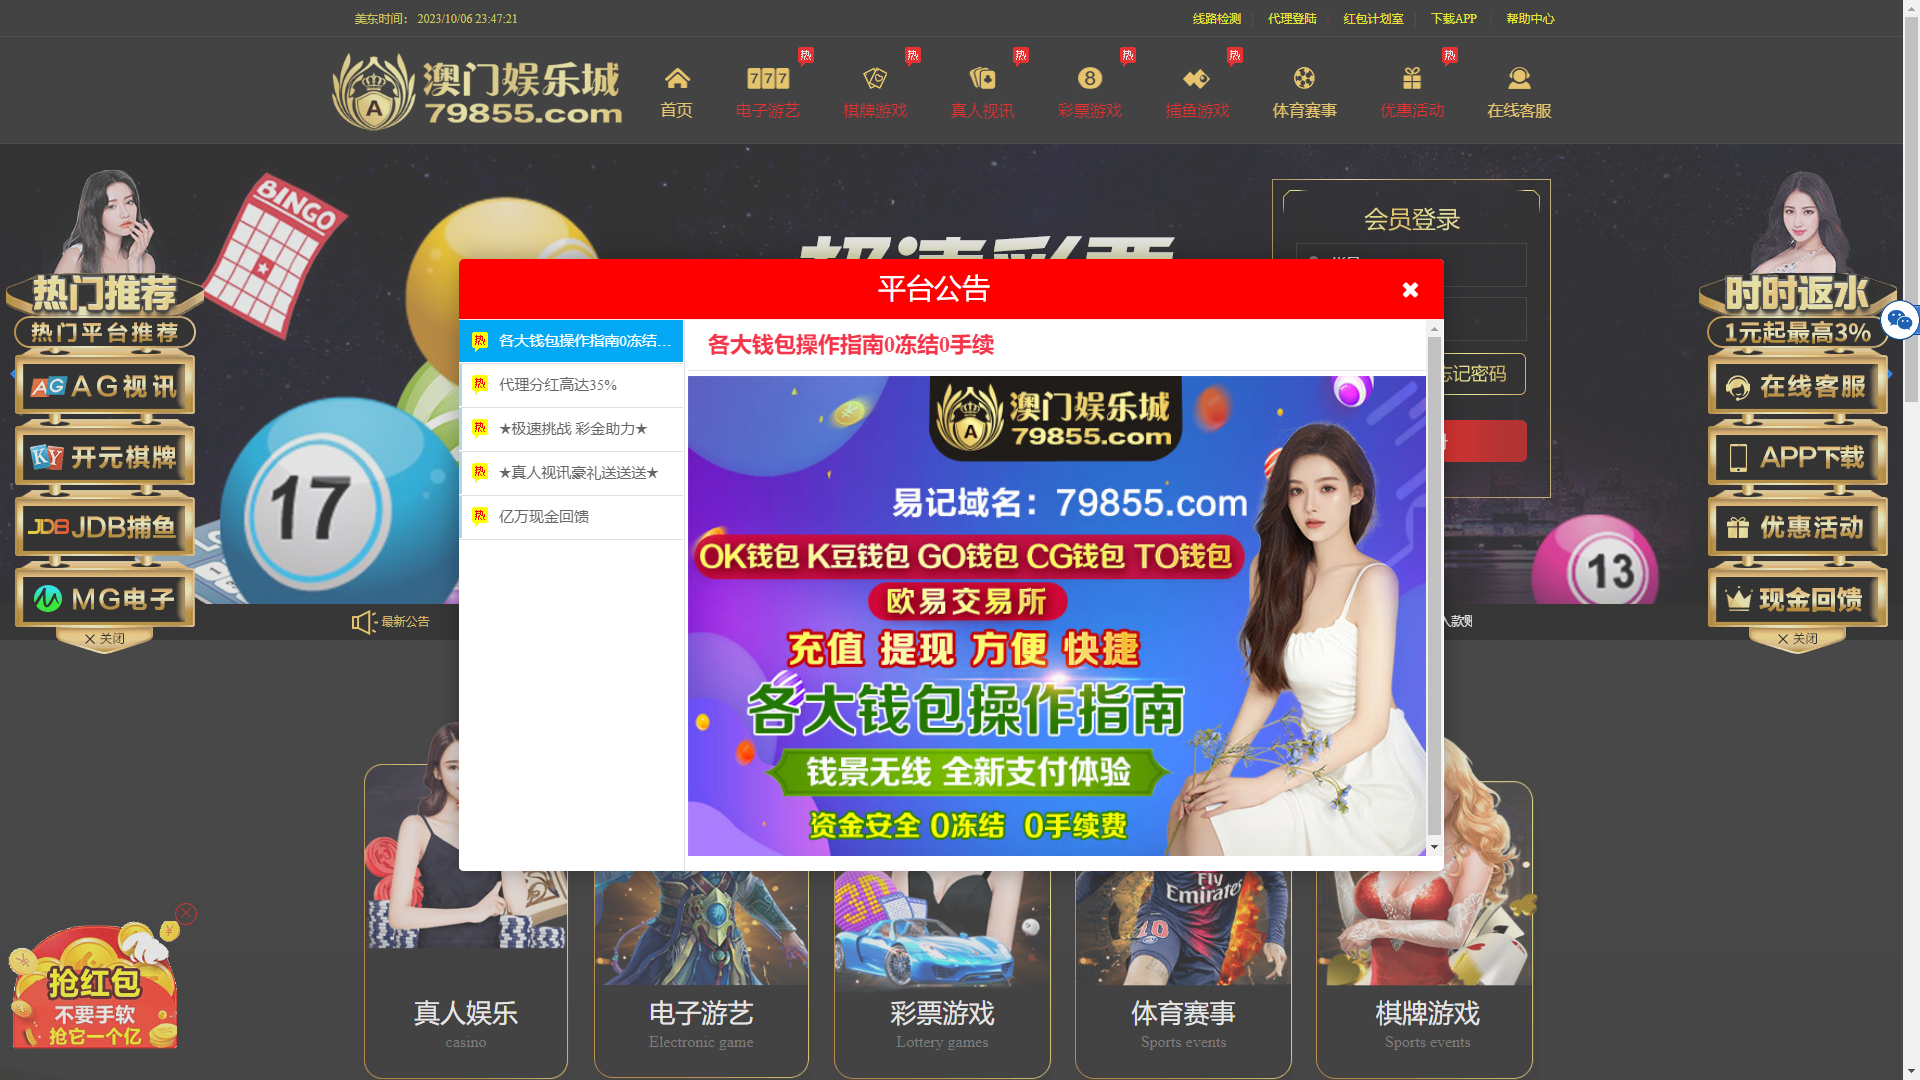 美东时间： 2023/10/06 23:47:21
线路检测
代理登陆
红包计划室
下载APP
帮助中心
A
澳门娱乐城
79855.com
首页
777
电子游艺
热
棋牌游戏
热
真人视讯
热
8
彩票游戏
热
捕鱼游戏
热
体育赛事
优惠活动
热
在线客服
BINGO
会员登录
忘记密码
热门推荐
热门平台推荐
AG AG视讯
KY 开元棋牌
JDB JDB捕鱼
MG电子
关闭
17
13
时时返水
1元起最高3%
在线客服
APP下载
优惠活动
现金回馈
关闭
最新公告
平台公告
热 各大钱包操作指南0冻结...
热 代理分红高达35%
热 ★极速挑战 彩金助力★
热 ★真人视讯豪礼送送送★
热 亿万现金回馈
各大钱包操作指南0冻结0手续
A
澳门娱乐城
79855.com
易记域名：79855.com
OK钱包 K豆钱包 GO钱包 CG钱包 TO钱包
欧易交易所
充值 提现 方便 快捷
各大钱包操作指南
钱景无线 全新支付体验
资金安全 0冻结 0手续费
Fly
Emirates
10
抢红包
不要手软
抢它一个亿
真人娱乐
casino
电子游艺
Electronic game
彩票游戏
Lottery games
体育赛事
Sports events
棋牌游戏
Sports events